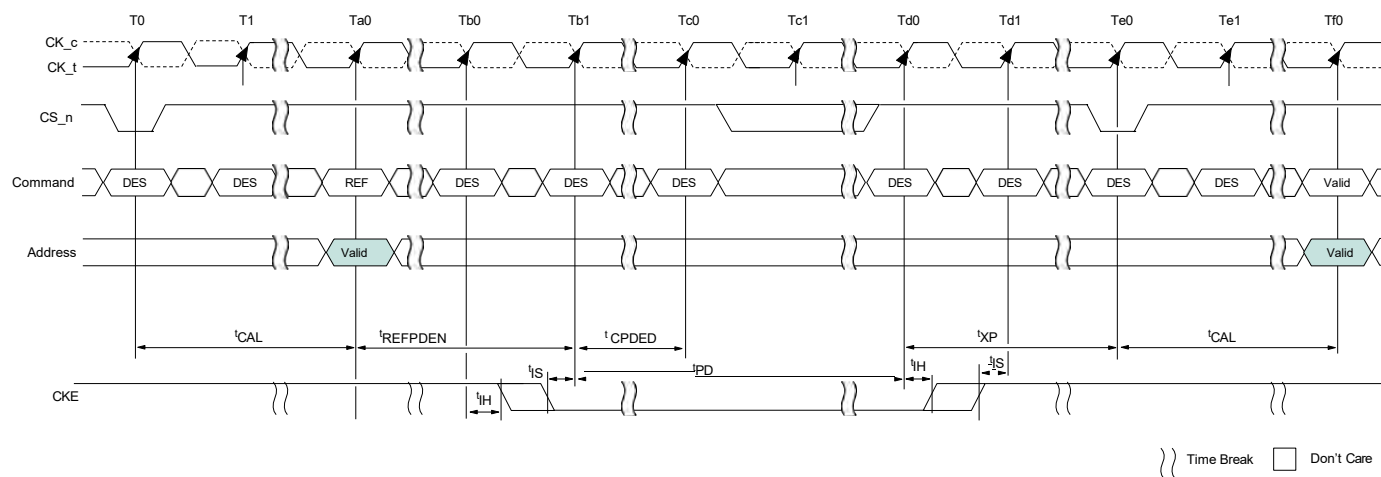 T0 T1 Ta0 Tb0 Tb1 Tc0 Tc1 Td0 Td1 Te0 Te1 Tf0
CK_c
CK_t
CS_n
Command DES DES REF DES DES DES DES DES DES DES Valid
Address Valid Valid
tCAL tREFPDEN tCPDED tXP tCAL
tIS tPD tIH tIS
CKE
tIH
Time Break Don't Care